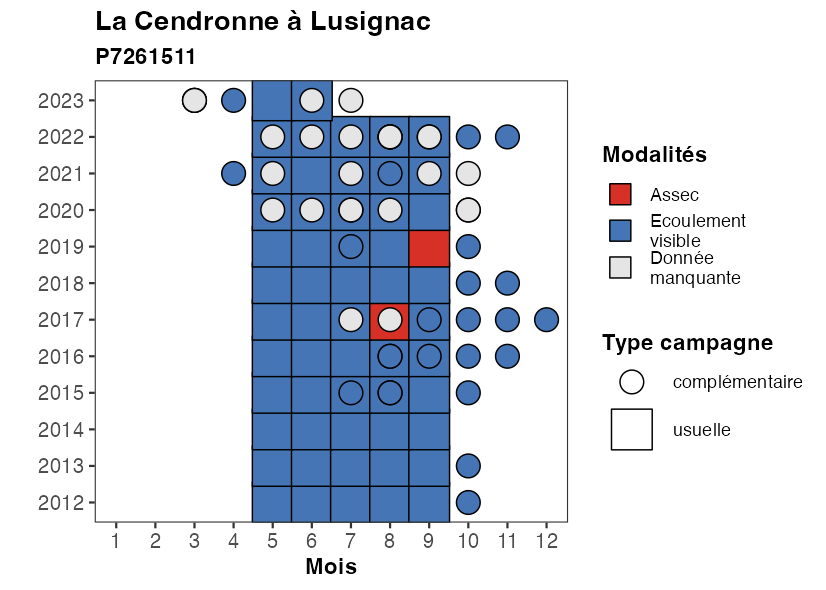 La Cendronne à Lusignac
P7261511
2023
2022
2021
2020
2019
2018
2017
2016
2015
2014
2013
2012
1 2 3 4 5 6 7 8 9 10 11 12
Mois
Modalités
Assec
Ecoulement
visible
Donnée
manquante
Type campagne
complémentaire
usuelle